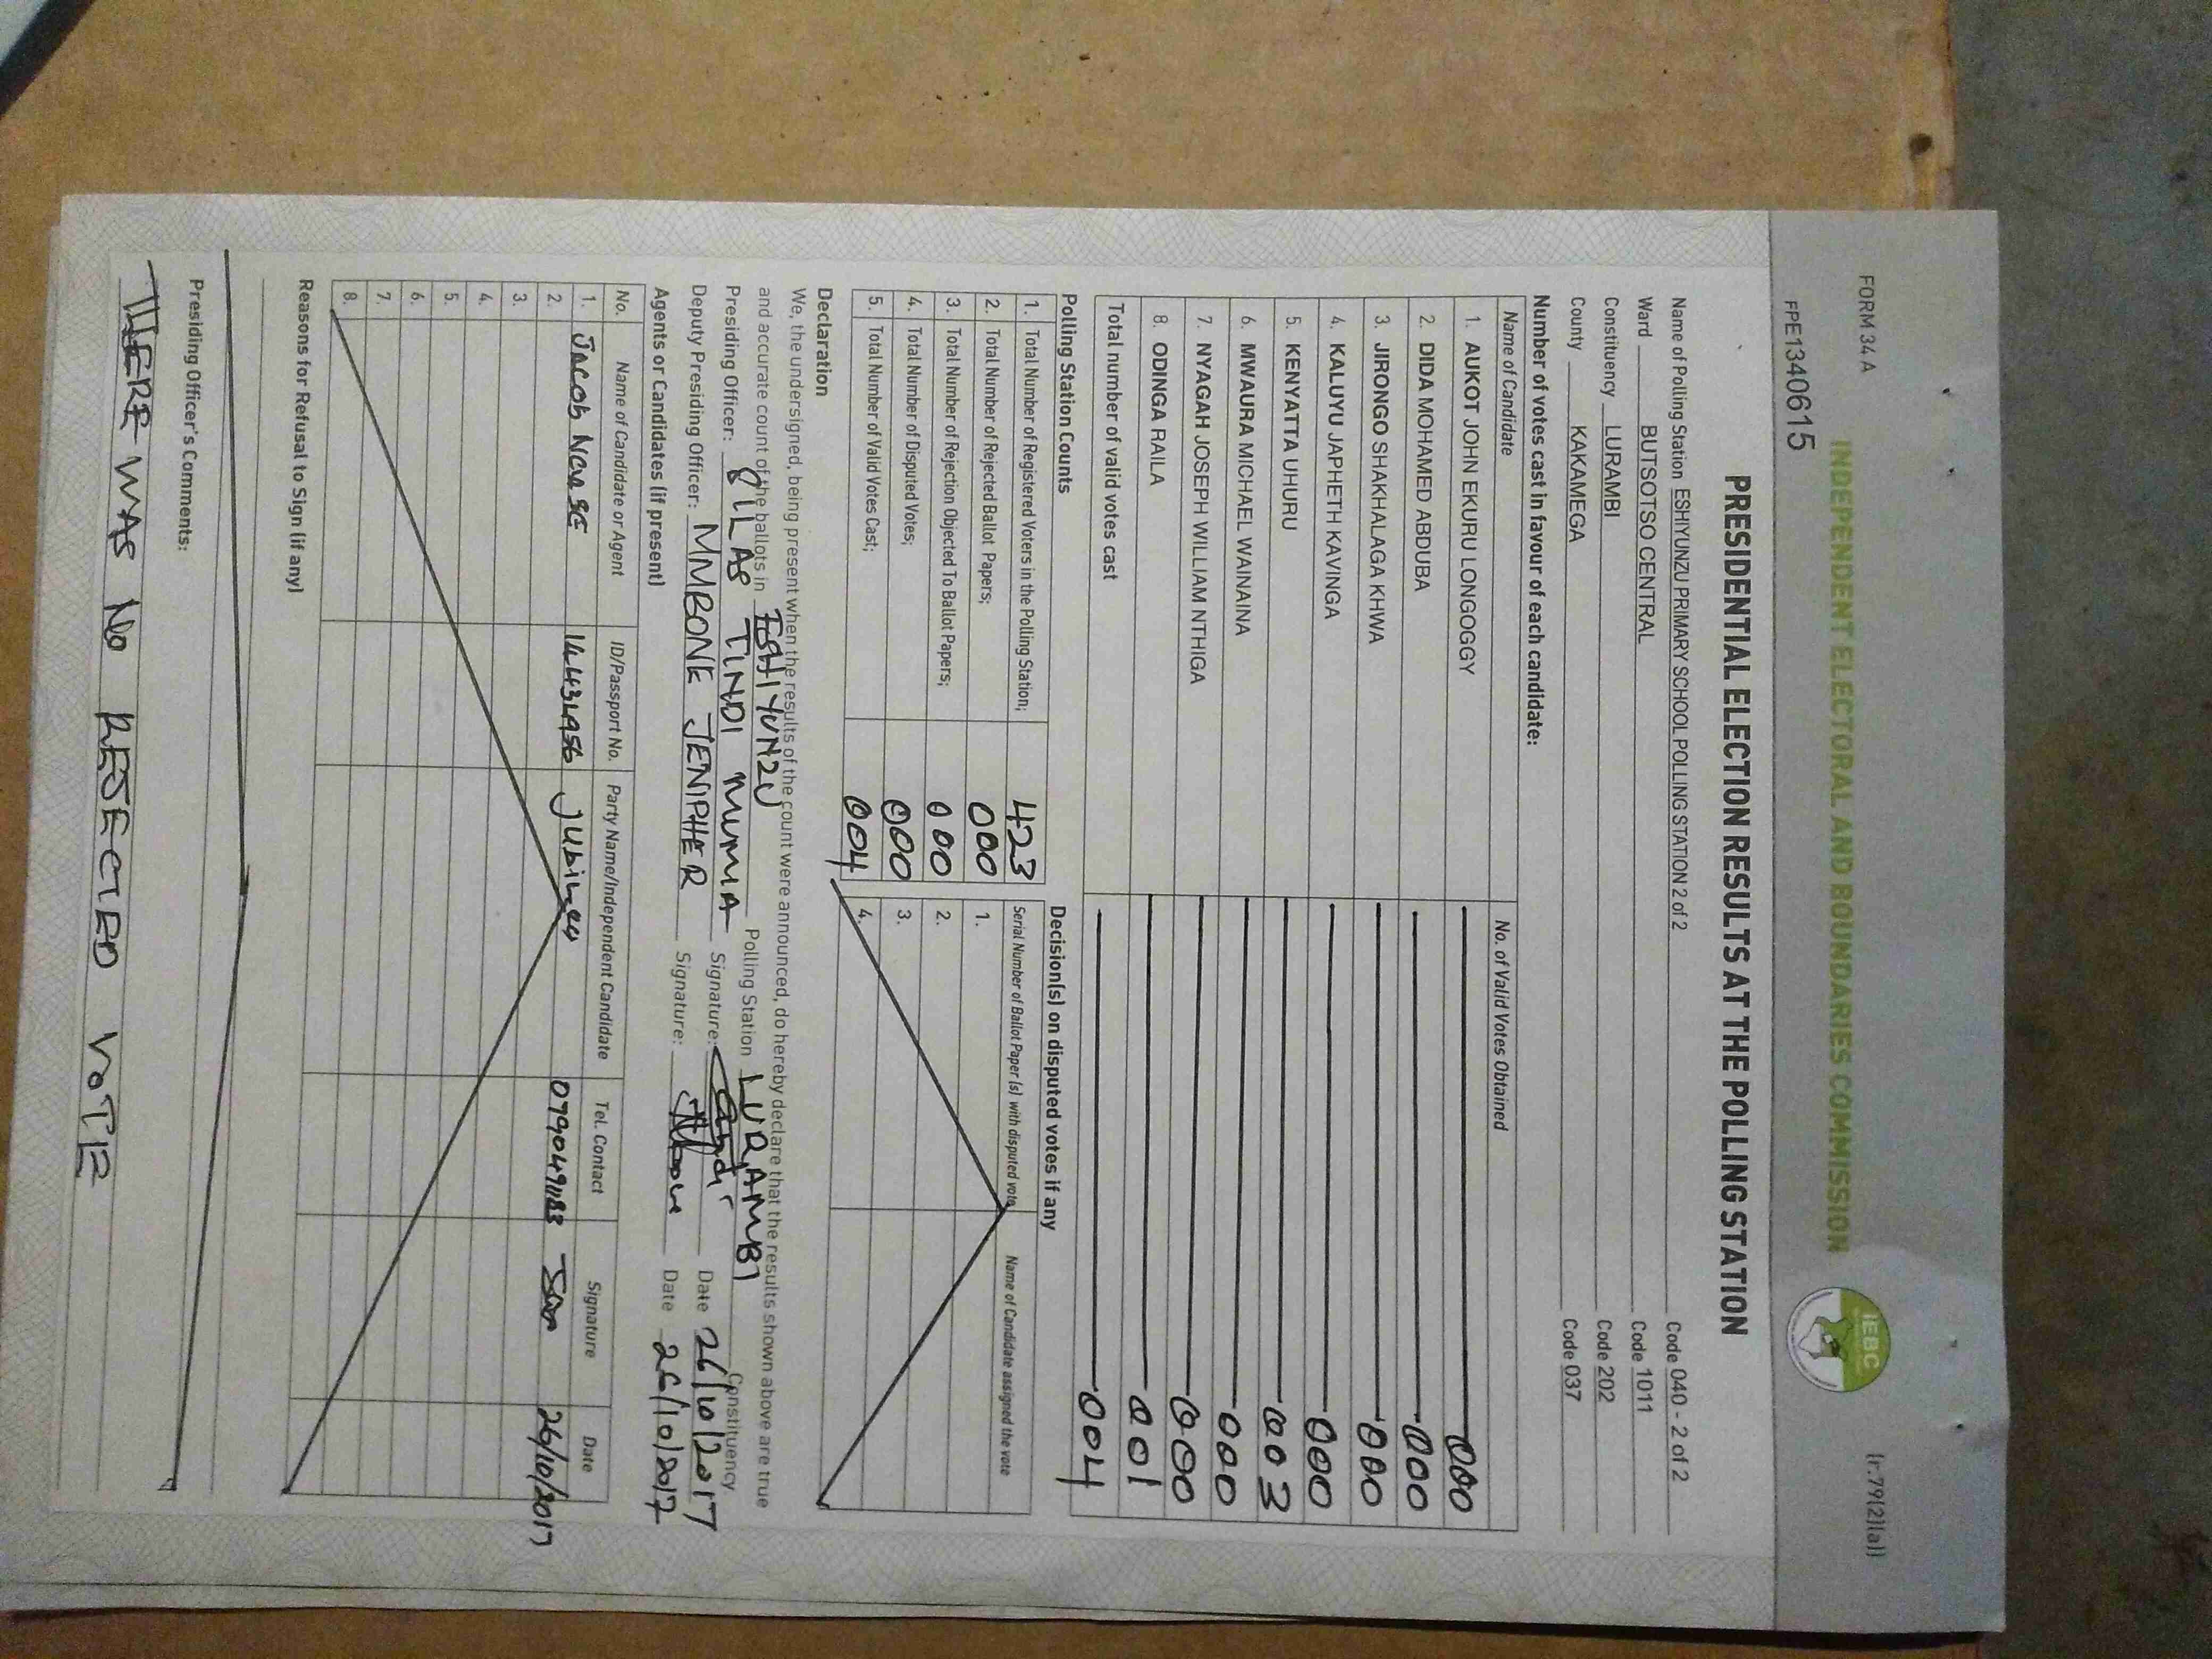 FORM 34 A
(r.79(2)(a))
INDEPENDENT ELECTORAL AND BOUNDARIES COMMISSION
IEBC
FPE1340615
PRESIDENTIAL ELECTION RESULTS AT THE POLLING STATION
Name of Polling Station ESHIYUNZU PRIMARY SCHOOL POLLING STATION 2 of 2 Code 040 - 2 of 2
Ward BUTSOTSO CENTRAL Code 1011
Constituency LURAMBI Code 202
County KAKAMEGA Code 037
Number of votes cast in favour of each candidate:
Name of Candidate No. of Valid Votes Obtained
1. AUKOT JOHN EKURU LONGOGGY 000
2. DIDA MOHAMED ABDUBA 000
3. JIRONGO SHAKHALAGA KHWA 000
4. KALUYU JAPHETH KAVINGA 000
5. KENYATTA UHURU 003
6. MWAURA MICHAEL WAINAINA 000
7. NYAGAH JOSEPH WILLIAM NTHIGA 000
8. ODINGA RAILA 001
Total number of valid votes cast 004
Polling Station Counts
1. Total Number of Registered Voters in the Polling Station; 423
2. Total Number of Rejected Ballot Papers; 000
3. Total Number of Rejection Objected To Ballot Papers; 000
4. Total Number of Disputed Votes; 000
5. Total Number of Valid Votes Cast; 004
Decision(s) on disputed votes if any
Serial Number of Ballot Paper (s) with disputed vote Name of Candidate assigned the vote
1.
2.
3.
4.
Declaration
We, the undersigned, being present when the results of the count were announced, do hereby declare that the results shown above are true
and accurate count of the ballots in ESHIYUNZU Polling Station LURAMBI Constituency
Presiding Officer: SILAS TINDI MUMMA Signature: Date 26/10/2017
Deputy Presiding Officer: MMBONE JENIPHER Signature: Date 26/10/2017
Agents or Candidates (if present)
No. Name of Candidate or Agent ID/Passport No. Party Name/Independent Candidate Tel. Contact Signature Date
1. Jacob Jubilee 26/10/2017
2.
3.
4.
5.
6.
7.
8.
Reasons for Refusal to Sign (if any)
Presiding Officer's Comments:
THERE WAS No REJECTED VOTE